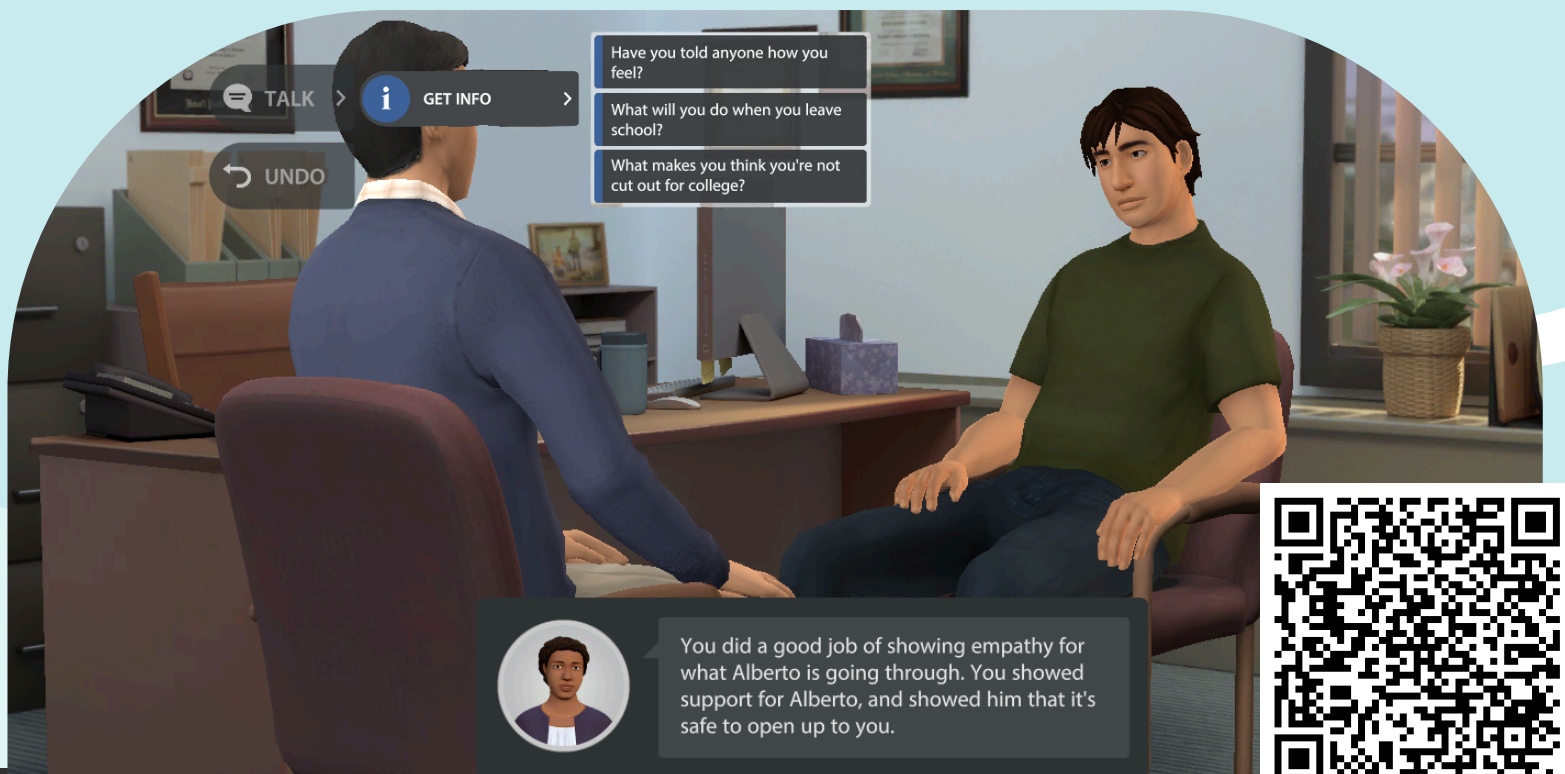 TALK
GET INFO
UNDO
Have you told anyone how you
feel?
What will you do when you leave
school?
What makes you think you're not
cut out for college?
You did a good job of showing empathy for
what Alberto is going through. You showed
support for Alberto, and showed him that it's
safe to open up to you.